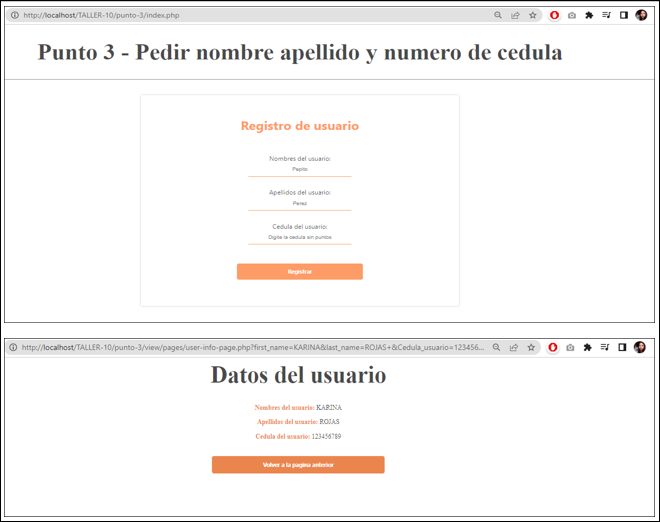 http://localhost/TALLER-10/punto-3/index.php
Punto 3 - Pedir nombre apellido y numero de cedula
Registro de usuario
Nombres del usuario:
Pepito
Apellidos del usuario:
Perez
Cedula del usuario:
Digite la cedula sin puntos
Registrar
http://localhost/TALLER-10/punto-3/view/pages/user-info-page.php?first_name=KARINA&last_name=ROJAS+&Cedula_usuario=123456...
Datos del usuario
Nombres del usuario: KARINA
Apellidos del usuario: ROJAS
Cedula del usuario: 123456789
Volver a la pagina anterior